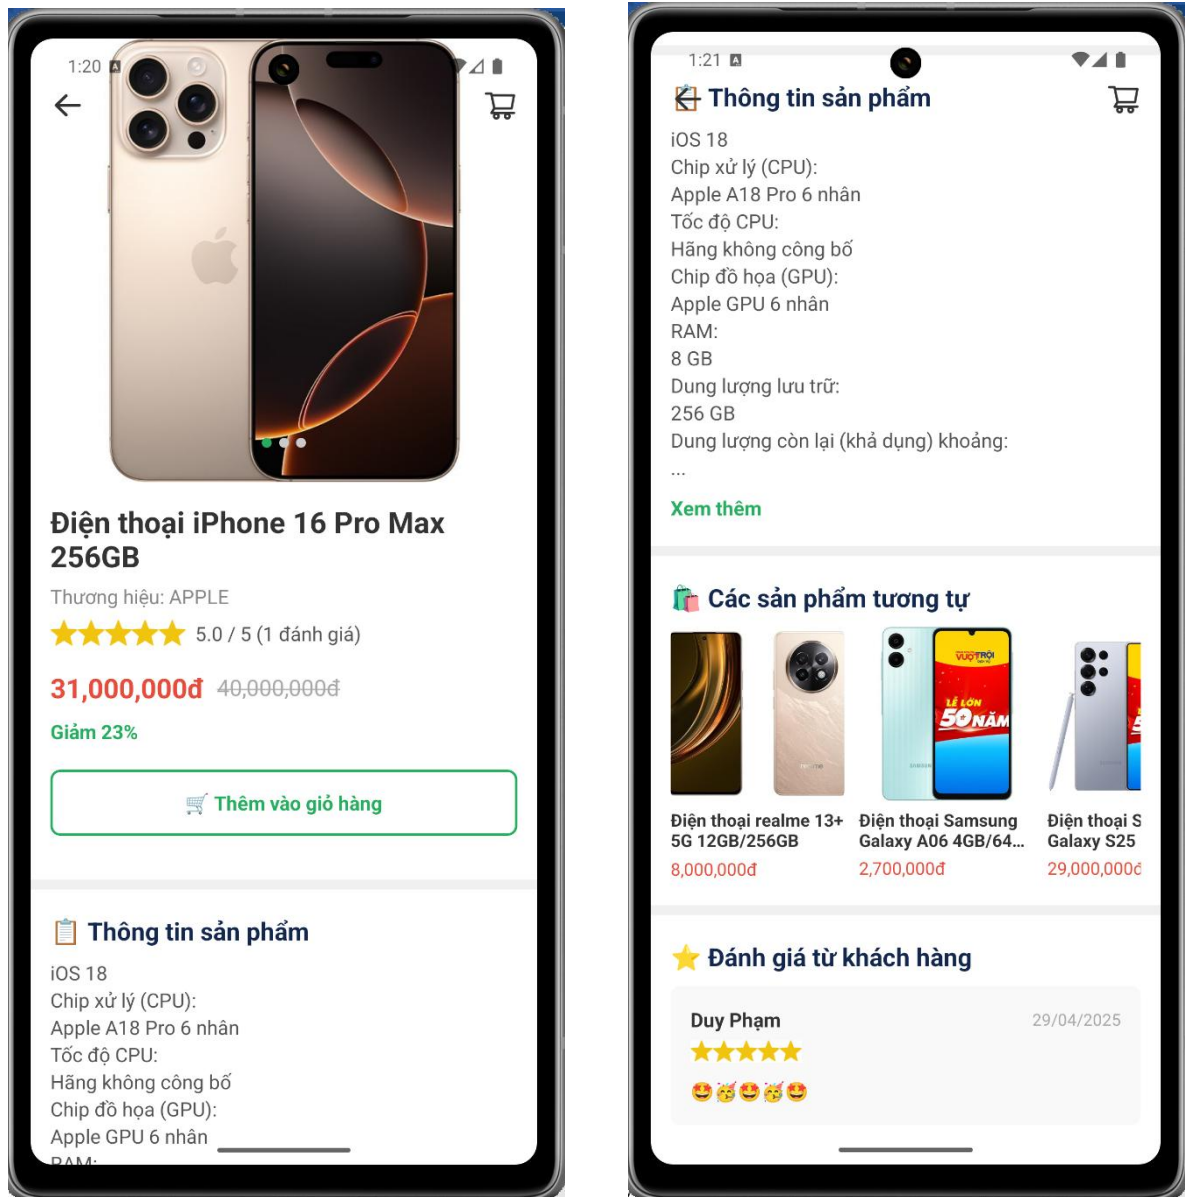 1:20
Điện thoại iPhone 16 Pro Max
256GB
Thương hiệu: APPLE
5.0 / 5 (1 đánh giá)
31,000,000đ 40,000,000đ
Giảm 23%
Thêm vào giỏ hàng
Thông tin sản phẩm
iOS 18
Chip xử lý (CPU):
Apple A18 Pro 6 nhân
Tốc độ CPU:
Hãng không công bố
Chip đồ họa (GPU):
Apple GPU 6 nhân
RAM:
1:21
Thông tin sản phẩm
iOS 18
Chip xử lý (CPU):
Apple A18 Pro 6 nhân
Tốc độ CPU:
Hãng không công bố
Chip đồ họa (GPU):
Apple GPU 6 nhân
RAM:
8 GB
Dung lượng lưu trữ:
256 GB
Dung lượng còn lại (khả dụng) khoảng:
...
Xem thêm
Các sản phẩm tương tự
VƯỢT TRỘI
LỄ LỚN
50 NĂM
realme
SAMSUNG
Điện thoại realme 13+
5G 12GB/256GB
8,000,000đ
Điện thoại Samsung
Galaxy A06 4GB/64...
2,700,000đ
Điện thoại S
Galaxy S25
29,000,000đ
Đánh giá từ khách hàng
Duy Phạm 29/04/2025
🤩🥳🤩🥳🤩